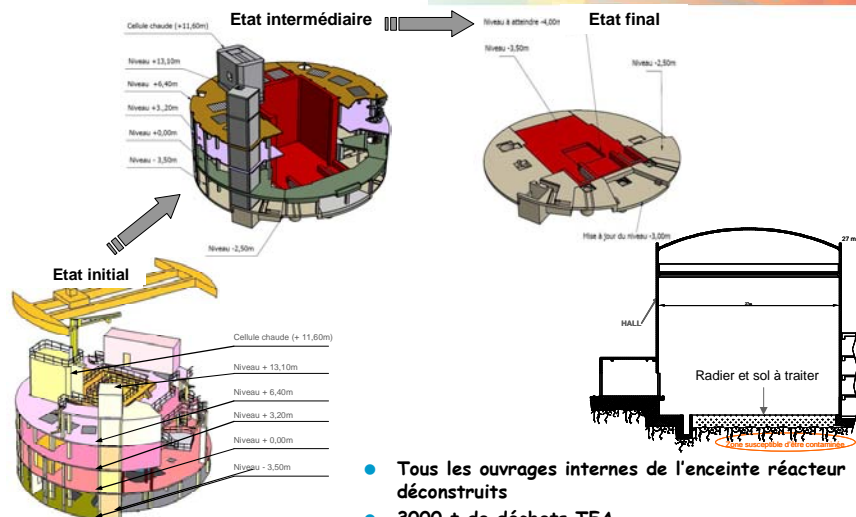 Etat intermédiaire
Etat final
Cellule chaude (+11,60m)
Niveau +13,10m
Niveau +6,40m
Niveau +3,,20m
Niveau +0,00m
Niveau - 3,50m
Niveau -2,50m
Niveau à atteindre -4,00m
Niveau -3,50m
Niveau -2,50m
Mise à jour du niveau -3,00m
Etat initial
Cellule chaude (+ 11,60m)
Niveau + 13,10m
Niveau + 6,40m
Niveau + 3,20m
Niveau + 0,00m
Niveau - 3,50m
27 m
HALL
Radier et sol à traiter
Zone susceptible d'être contaminée
Tous les ouvrages internes de l'enceinte réacteur
déconstruits
3000 t de déchets TFA